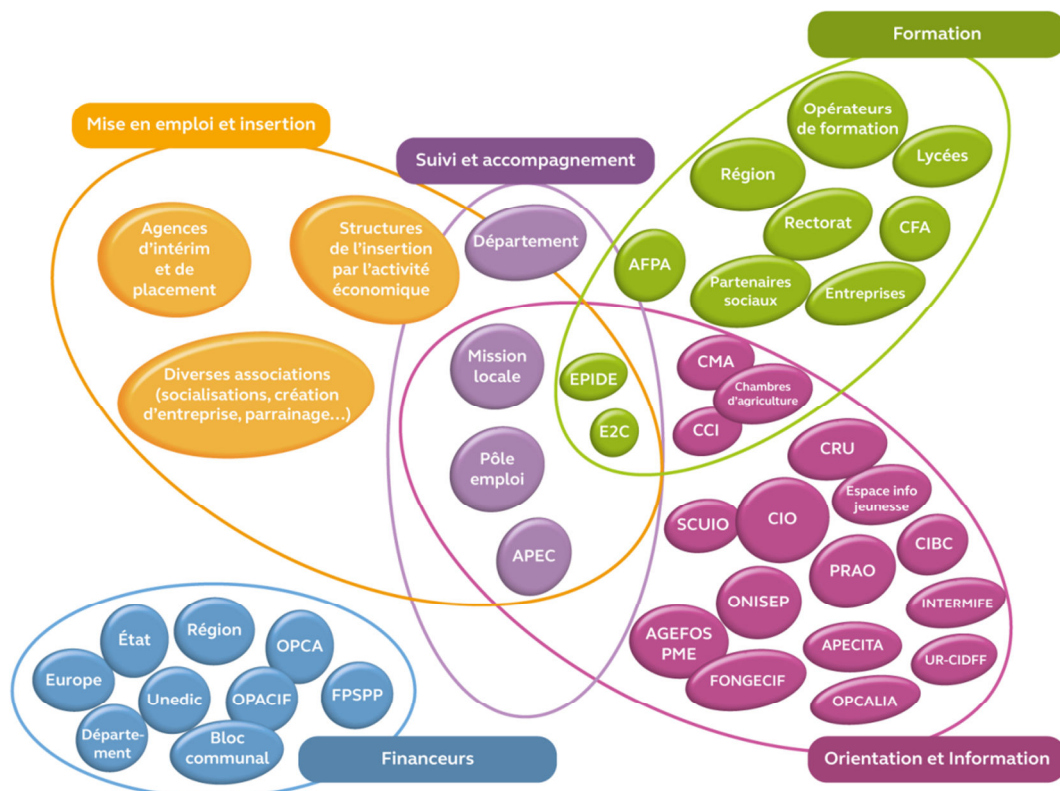 Formation
Mise en emploi et insertion
Suivi et accompagnement
Opérateurs
de formation
Lycées
Région
Rectorat
CFA
AFPA
Partenaires
sociaux
Entreprises
Agences
d'intérim
et de
placement
Structures
de l'insertion
par l'activité
économique
Département
Diverses associations
(socialisations, création
d'entreprise, parrainage...)
Mission
locale
Pôle
emploi
APEC
EPIDE
E2C
CMA
Chambres
d'agriculture
CCI
CRU
Espace info
jeunesse
SCUIO
CIO
CIBC
PRAO
INTERMIFE
ONISEP
AGEFOS
PME
APECITA
UR-CIDFF
FONGECIF
OPCALIA
État
Région
OPCA
Europe
Unedic
OPACIF
FPSPP
Départe-
ment
Bloc
communal
Financeurs
Orientation et Information